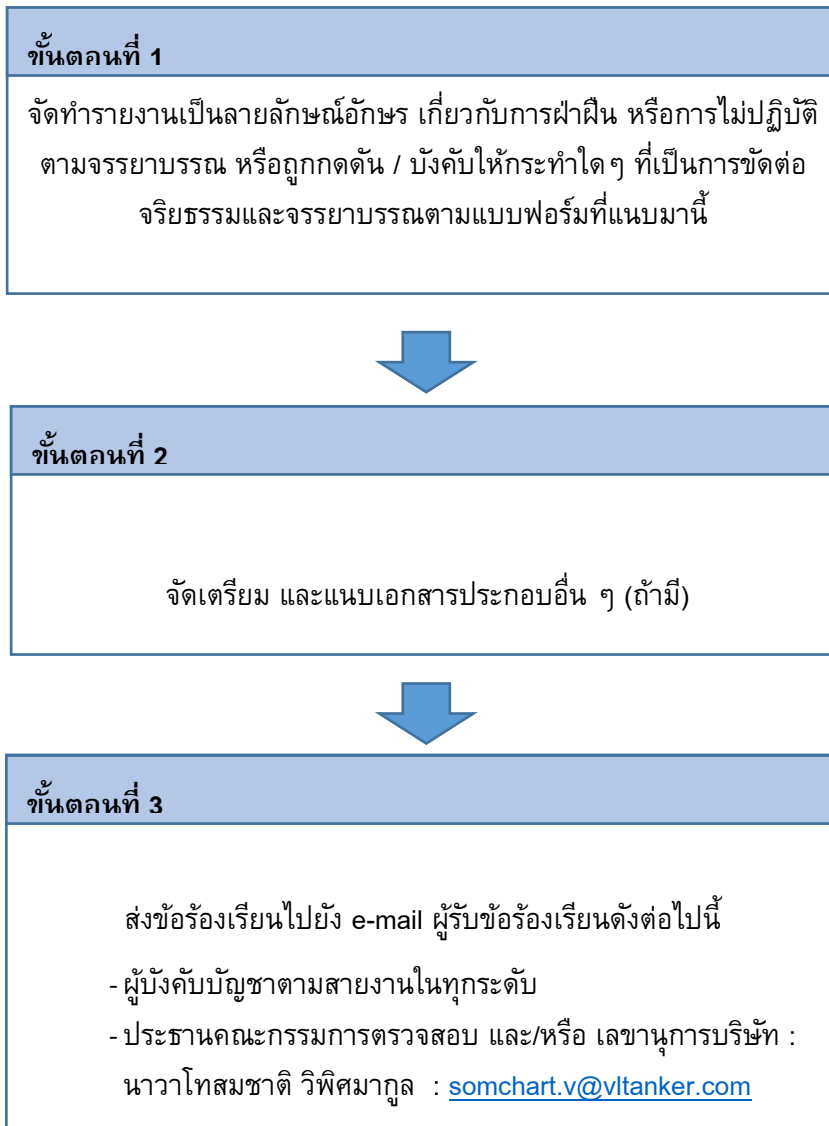 ขั้นตอนที่ 1
จัดทำรายงานเป็นลายลักษณ์อักษร เกี่ยวกับการฝ่าฝืน หรือการไม่ปฏิบัติ
ตามจรรยาบรรณ หรือถูกกดดัน / บังคับให้กระทำใดๆ ที่เป็นการขัดต่อ
จริยธรรมและจรรยาบรรณตามแบบฟอร์มที่แนบมานี้
ขั้นตอนที่ 2
จัดเตรียม และแนบเอกสารประกอบอื่น ๆ (ถ้ามี)
ขั้นตอนที่ 3
ส่งข้อร้องเรียนไปยัง e-mail ผู้รับข้อร้องเรียนดังต่อไปนี้
- ผู้บังคับบัญชาตามสายงานในทุกระดับ
- ประธานคณะกรรมการตรวจสอบ และ/หรือ เลขานุการบริษัท :
นาวาโทสมชาติ วิพิศมากูล : somchart.v@vltanker.com